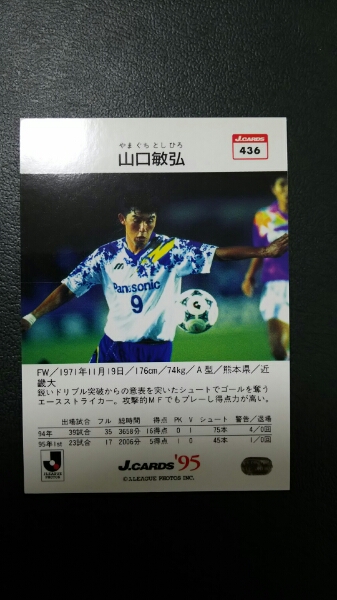 やまぐち としひろ
山口敏弘
J.CARDS
436
Panasonic
9
FW／1971年11月19日／176cm／74kg／A型／熊本県／近
畿大
鋭いドリブル突破からの意表を突いたシュートでゴールを奪う
エースストライカー。攻撃的MFでもプレーし得点力が高い。
出場試合 フル 総時間 得点 PK V シュート 警告／退場
94年 39試合 35 3658分 16得点 0 1 75本 4／0回
95年1st 23試合 17 2006分 5得点 0 1 45本 1／0回
J.LEAGUE
J.CARDS '95
©J.LEAGUE PHOTOS INC.